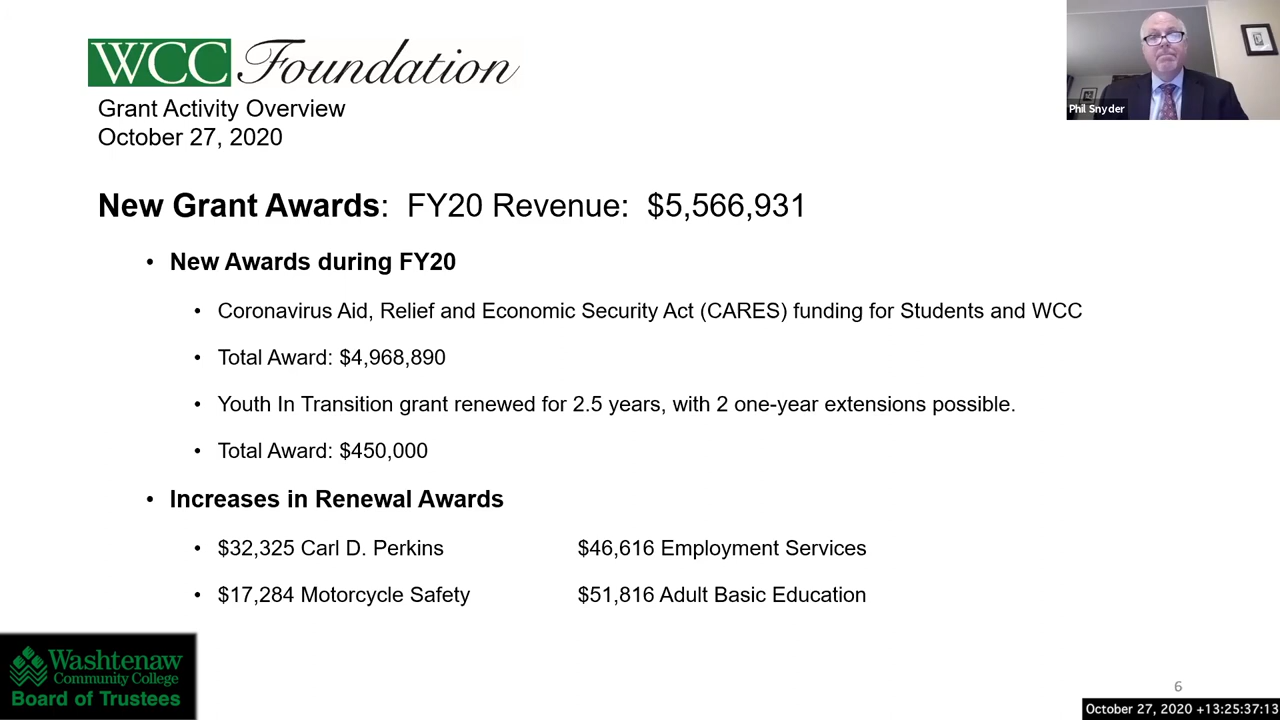 WCC Foundation
Grant Activity Overview
October 27, 2020
Phil Snyder
New Grant Awards: FY20 Revenue: $5,566,931
• New Awards during FY20
• Coronavirus Aid, Relief and Economic Security Act (CARES) funding for Students and WCC
• Total Award: $4,968,890
• Youth In Transition grant renewed for 2.5 years, with 2 one-year extensions possible.
• Total Award: $450,000
• Increases in Renewal Awards
• $32,325 Carl D. Perkins $46,616 Employment Services
• $17,284 Motorcycle Safety $51,816 Adult Basic Education
Washtenaw
Community College
Board of Trustees
6
October 27, 2020 +13:25:37:13